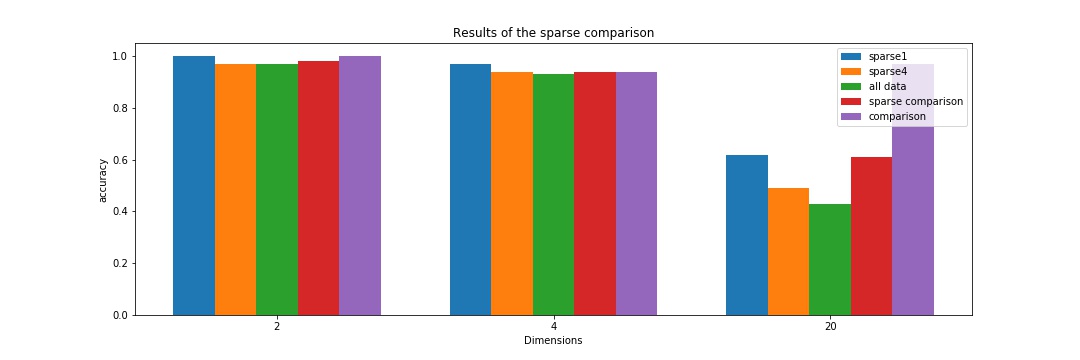 Results of the sparse comparison
1.0
0.8
0.6
0.4
0.2
0.0
accuracy
sparse1
sparse4
all data
sparse comparison
comparison
2
4
20
Dimensions